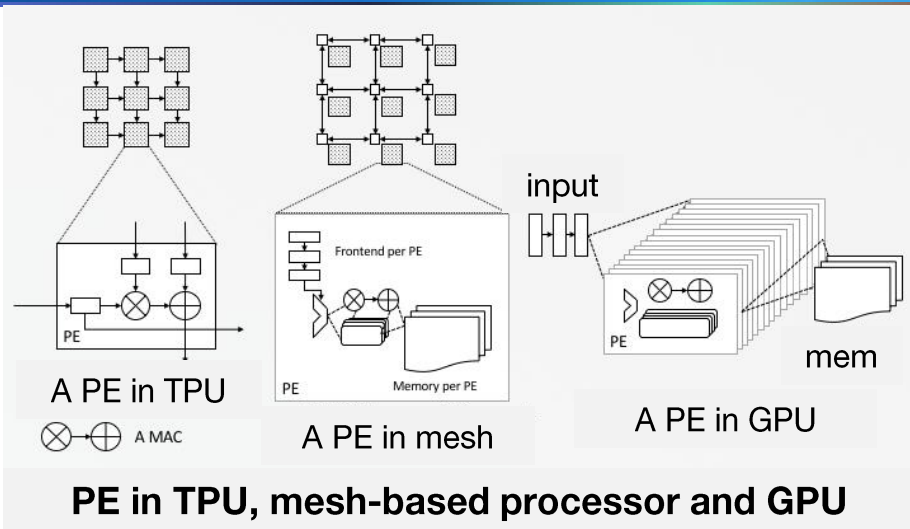 input
Frontend per PE
PE
Memory per PE
PE
PE
mem
A PE in TPU
A MAC
A PE in mesh
A PE in GPU
PE in TPU, mesh-based processor and GPU